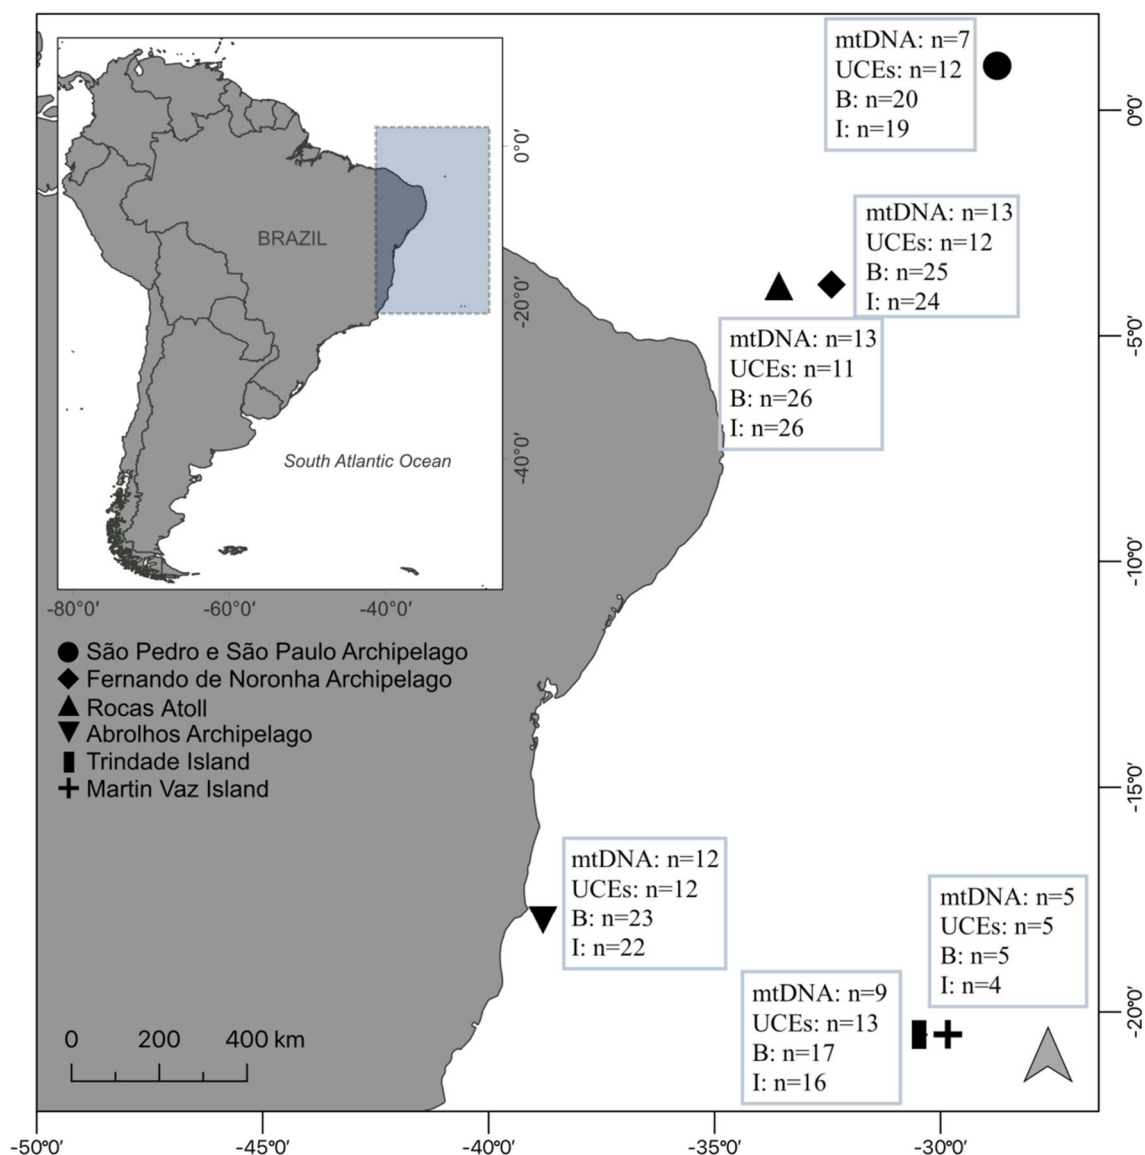 mtDNA: n=7
UCEs: n=12
B: n=20
I: n=19
0°0′
0°0′
BRAZIL
mtDNA: n=13
UCEs: n=12
B: n=25
I: n=24
-20°0′
-5°0′
mtDNA: n=13
UCEs: n=11
B: n=26
I: n=26
South Atlantic Ocean
-40°0′
-10°0′
-80°0′ -60°0′ -40°0′
São Pedro e São Paulo Archipelago
Fernando de Noronha Archipelago
Rocas Atoll
Abrolhos Archipelago
Trindade Island
Martin Vaz Island
-15°0′
mtDNA: n=12
UCEs: n=12
B: n=23
I: n=22
mtDNA: n=5
UCEs: n=5
B: n=5
I: n=4
mtDNA: n=9
UCEs: n=13
B: n=17
I: n=16
-20°0′
0 200 400 km
-50°0′ -45°0′ -40°0′ -35°0′ -30°0′